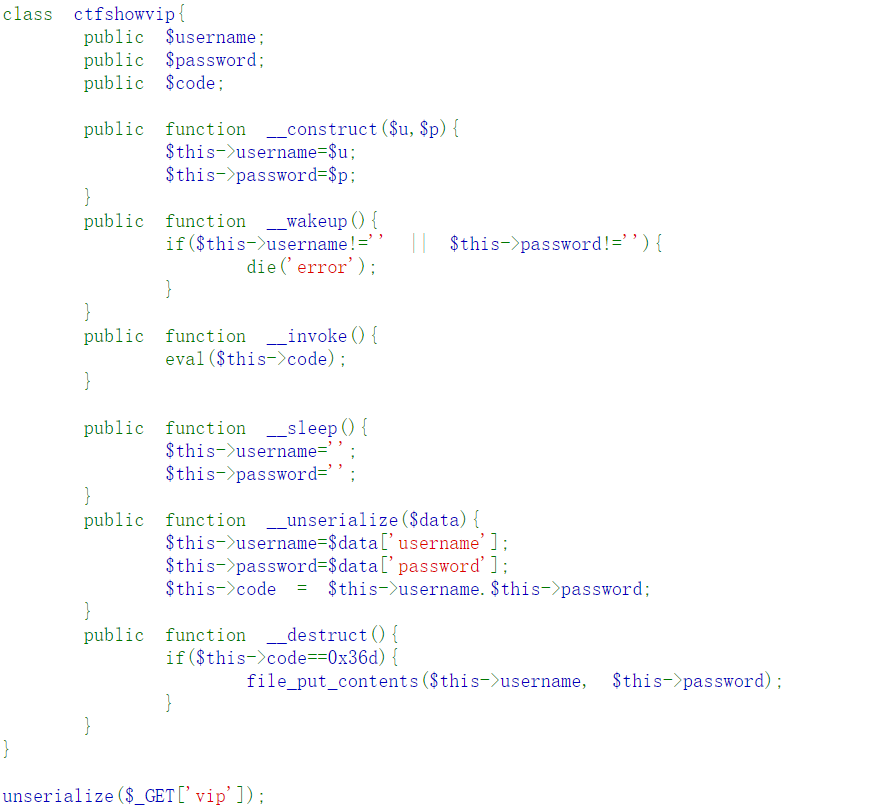 class ctfshowvip{
public $username;
public $password;
public $code;
public function __construct($u,$p){
$this->username=$u;
$this->password=$p;
}
public function __wakeup(){
if($this->username!='' || $this->password!=''){
die('error');
}
}
public function __invoke(){
eval($this->code);
}
public function __sleep(){
$this->username='';
$this->password='';
}
public function __unserialize($data){
$this->username=$data['username'];
$this->password=$data['password'];
$this->code = $this->username.$this->password;
}
public function __destruct(){
if($this->code==0x36d){
file_put_contents($this->username, $this->password);
}
}
}
unserialize($_GET['vip']);